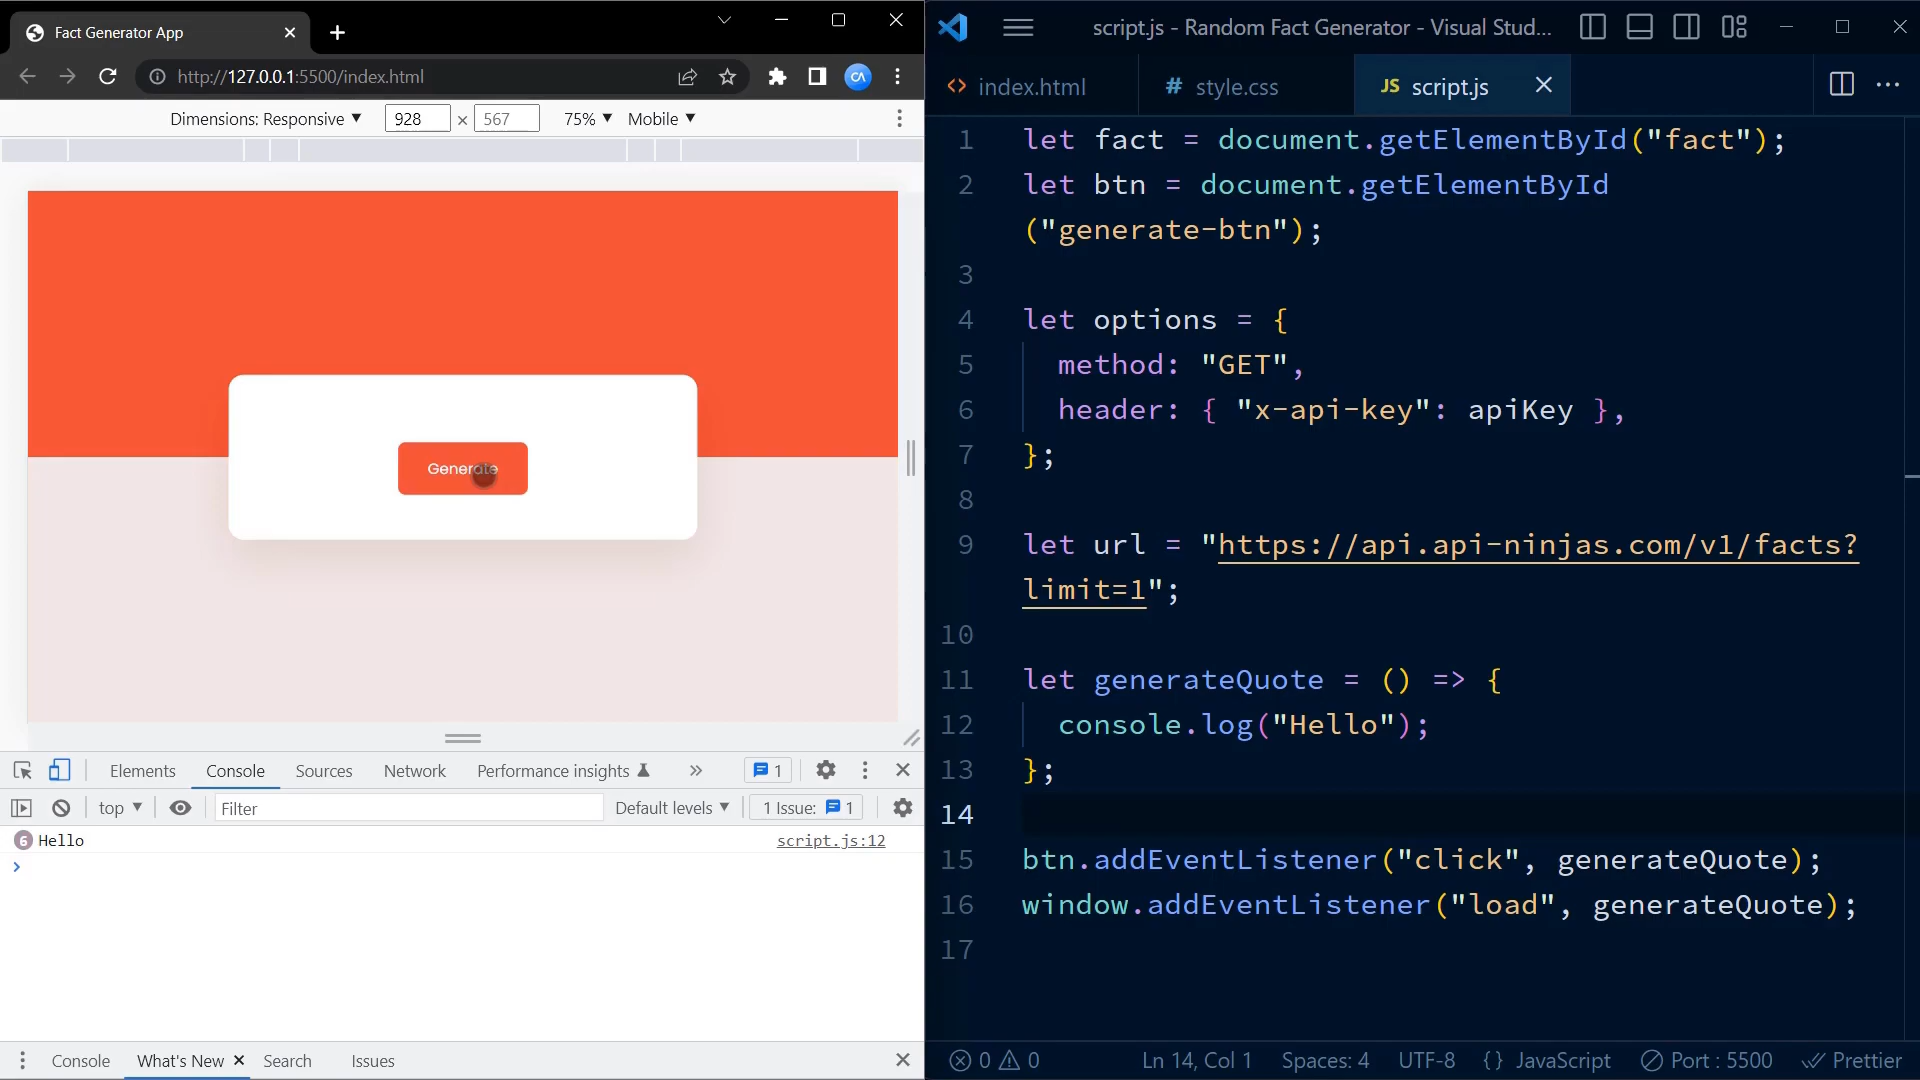 Fact Generator App
http://127.0.0.1:5500/index.html
CA
Dimensions: Responsive ▼ 928 × 567 75% ▼ Mobile ▼
Generate
Elements Console Sources Network Performance insights » 1
top ▼ Filter Default levels ▼ 1 Issue: 1
6 Hello script.js:12
>
Console What's New × Search Issues
script.js - Random Fact Generator - Visual Stud...
<> index.html # style.css JS script.js ×
1 let fact = document.getElementById("fact");
2 let btn = document.getElementById
("generate-btn");
3
4 let options = {
5 method: "GET",
6 header: { "x-api-key": apiKey },
7 };
8
9 let url = "https://api.api-ninjas.com/v1/facts?
limit=1";
10
11 let generateQuote = () => {
12 console.log("Hello");
13 };
14
15 btn.addEventListener("click", generateQuote);
16 window.addEventListener("load", generateQuote);
17
0 0 Ln 14, Col 1 Spaces: 4 UTF-8 {} JavaScript Port : 5500 Prettier